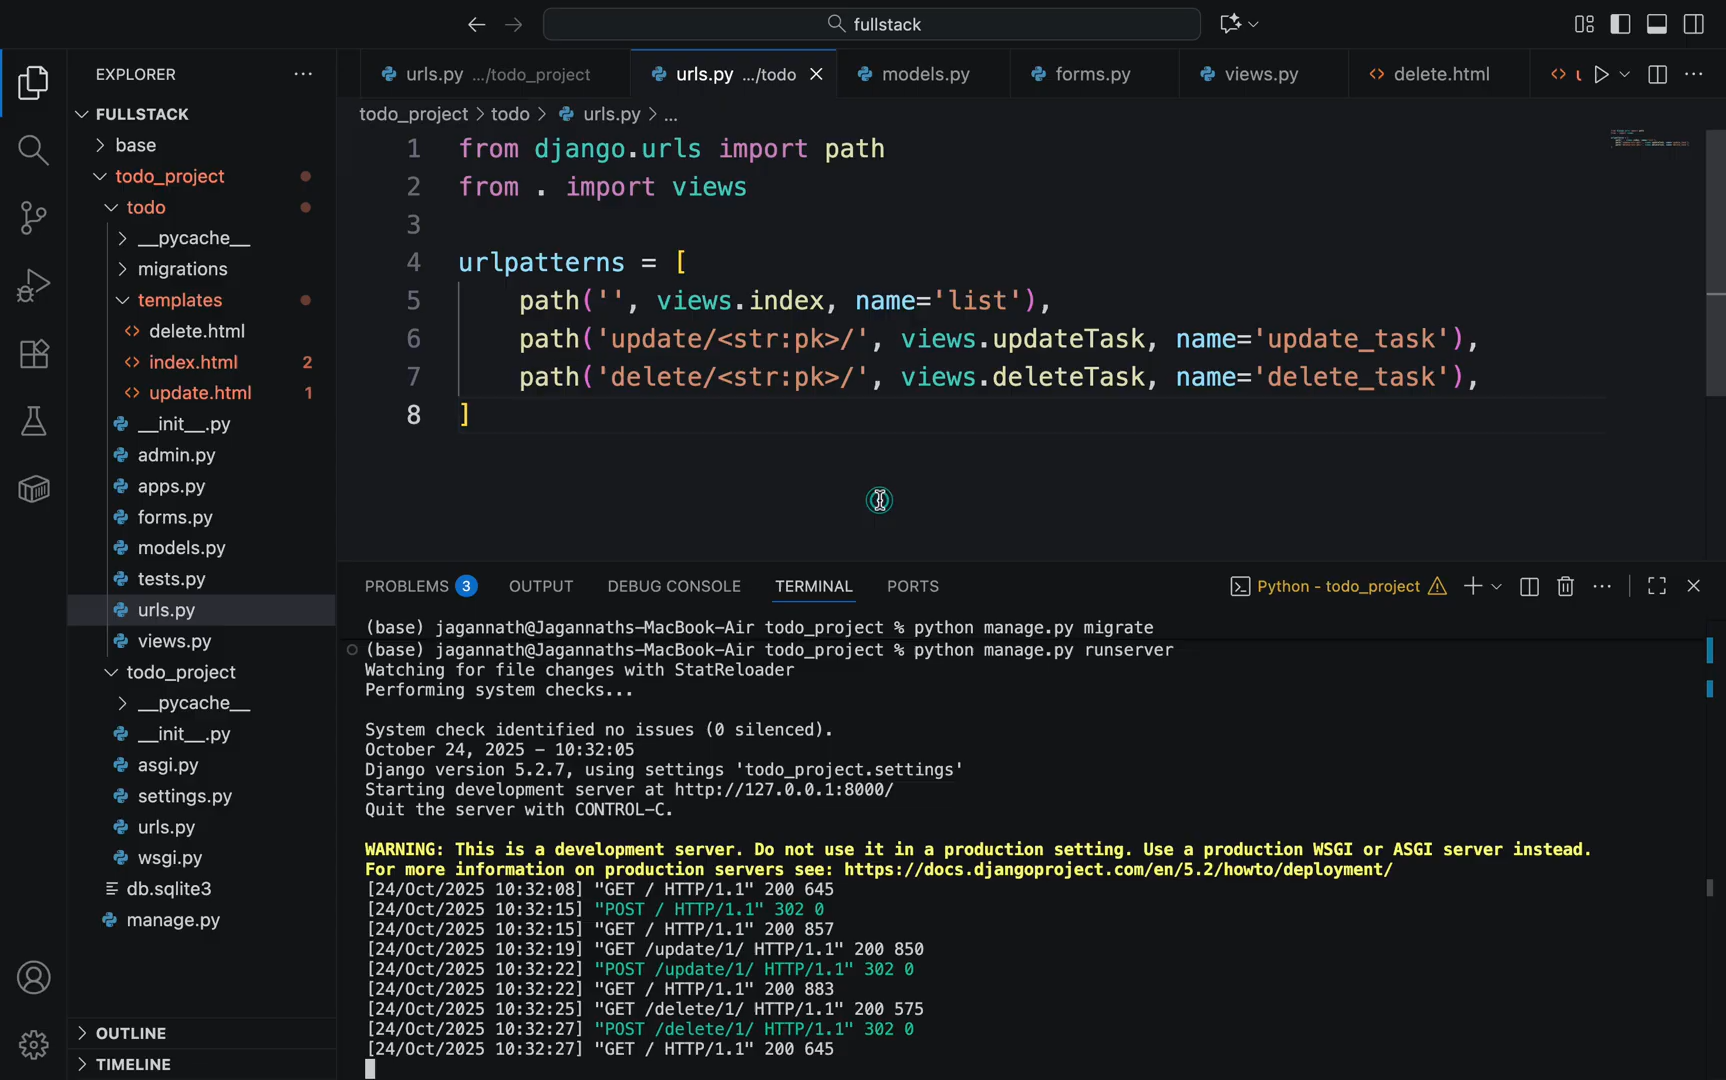 fullstack
EXPLORER
FULLSTACK
base
todo_project
todo
__pycache__
migrations
templates
delete.html
index.html 2
update.html 1
__init__.py
admin.py
apps.py
forms.py
models.py
tests.py
urls.py
views.py
todo_project
__pycache__
__init__.py
asgi.py
settings.py
urls.py
wsgi.py
db.sqlite3
manage.py
OUTLINE
TIMELINE
urls.py .../todo_project urls.py .../todo models.py forms.py views.py delete.html
todo_project > todo > urls.py > ...
1 from django.urls import path
2 from . import views
3
4 urlpatterns = [
5 path('', views.index, name='list'),
6 path('update/<str:pk>/', views.updateTask, name='update_task'),
7 path('delete/<str:pk>/', views.deleteTask, name='delete_task'),
8 ]
PROBLEMS 3 OUTPUT DEBUG CONSOLE TERMINAL PORTS Python - todo_project
(base) jagannath@Jagannaths-MacBook-Air todo_project % python manage.py migrate
(base) jagannath@Jagannaths-MacBook-Air todo_project % python manage.py runserver
Watching for file changes with StatReloader
Performing system checks...
System check identified no issues (0 silenced).
October 24, 2025 - 10:32:05
Django version 5.2.7, using settings 'todo_project.settings'
Starting development server at http://127.0.0.1:8000/
Quit the server with CONTROL-C.
WARNING: This is a development server. Do not use it in a production setting. Use a production WSGI or ASGI server instead.
For more information on production servers see: https://docs.djangoproject.com/en/5.2/howto/deployment/
[24/Oct/2025 10:32:08] "GET / HTTP/1.1" 200 645
[24/Oct/2025 10:32:15] "POST / HTTP/1.1" 302 0
[24/Oct/2025 10:32:15] "GET / HTTP/1.1" 200 857
[24/Oct/2025 10:32:19] "GET /update/1/ HTTP/1.1" 200 850
[24/Oct/2025 10:32:22] "POST /update/1/ HTTP/1.1" 302 0
[24/Oct/2025 10:32:22] "GET / HTTP/1.1" 200 883
[24/Oct/2025 10:32:25] "GET /delete/1/ HTTP/1.1" 200 575
[24/Oct/2025 10:32:27] "POST /delete/1/ HTTP/1.1" 302 0
[24/Oct/2025 10:32:27] "GET / HTTP/1.1" 200 645